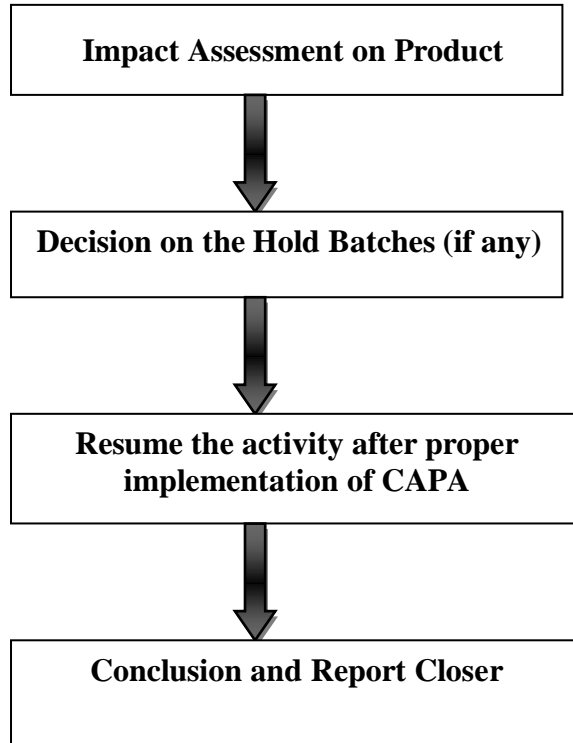 Impact Assessment on Product
Decision on the Hold Batches (if any)
Resume the activity after proper
implementation of CAPA
Conclusion and Report Closer